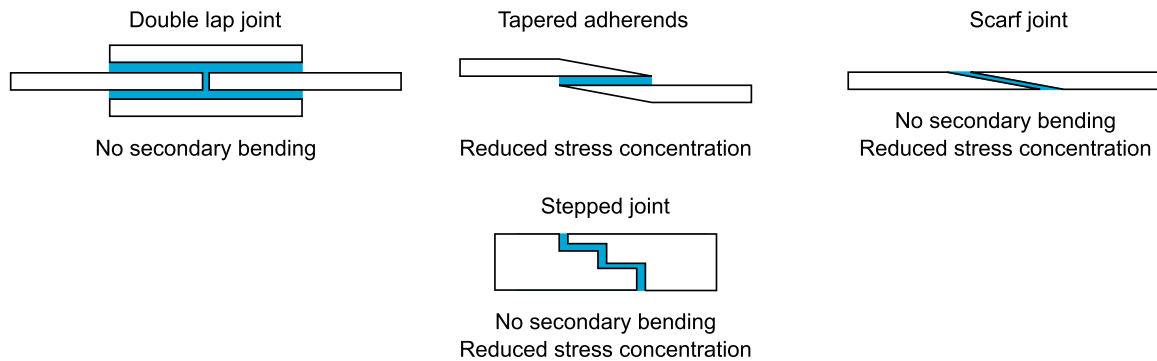 Double lap joint
No secondary bending
Tapered adherends
Reduced stress concentration
Scarf joint
No secondary bending
Reduced stress concentration
Stepped joint
No secondary bending
Reduced stress concentration